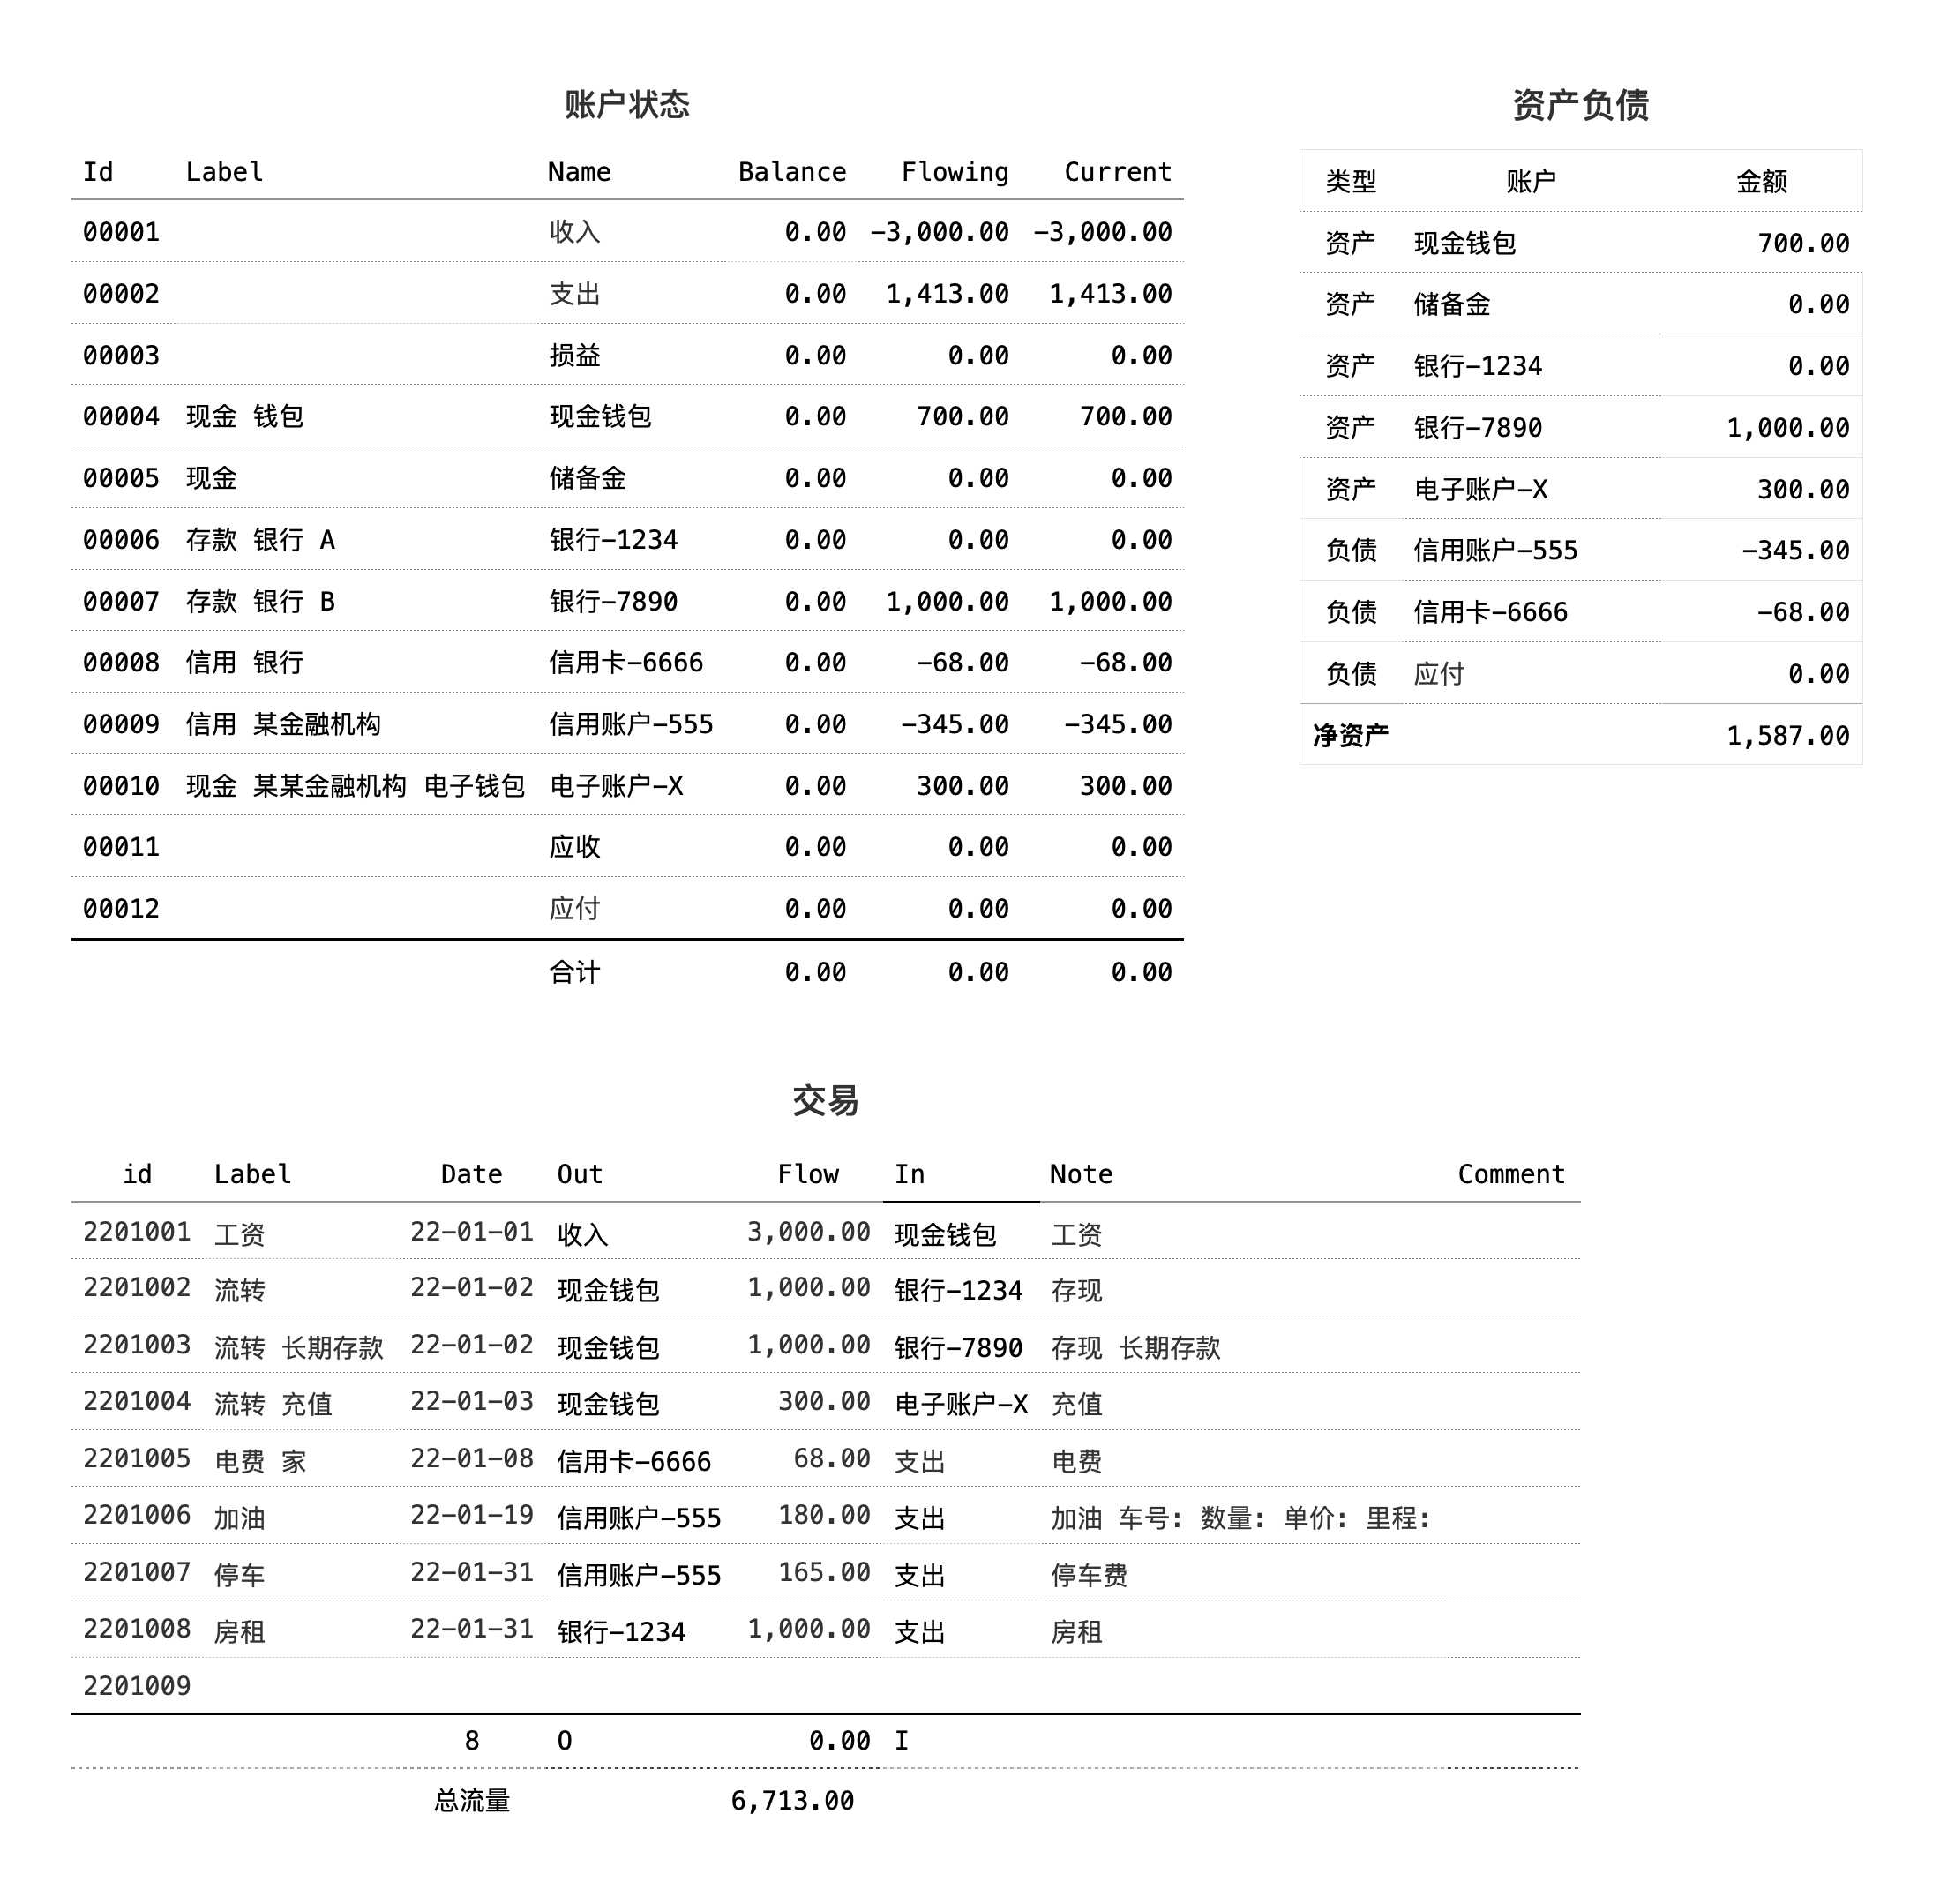 账户状态
Id Label Name Balance Flowing Current
00001 收入 0.00 -3,000.00 -3,000.00
00002 支出 0.00 1,413.00 1,413.00
00003 损益 0.00 0.00 0.00
00004 现金 钱包 现金钱包 0.00 700.00 700.00
00005 现金 储备金 0.00 0.00 0.00
00006 存款 银行 A 银行-1234 0.00 0.00 0.00
00007 存款 银行 B 银行-7890 0.00 1,000.00 1,000.00
00008 信用 银行 信用卡-6666 0.00 -68.00 -68.00
00009 信用 某金融机构 信用账户-555 0.00 -345.00 -345.00
00010 现金 某某金融机构 电子钱包 电子账户-X 0.00 300.00 300.00
00011 应收 0.00 0.00 0.00
00012 应付 0.00 0.00 0.00
合计 0.00 0.00 0.00
资产负债
类型 账户 金额
资产 现金钱包 700.00
资产 储备金 0.00
资产 银行-1234 0.00
资产 银行-7890 1,000.00
资产 电子账户-X 300.00
负债 信用账户-555 -345.00
负债 信用卡-6666 -68.00
负债 应付 0.00
净资产 1,587.00
交易
id Label Date Out Flow In Note Comment
2201001 工资 22-01-01 收入 3,000.00 现金钱包 工资
2201002 流转 22-01-02 现金钱包 1,000.00 银行-1234 存现
2201003 流转 长期存款 22-01-02 现金钱包 1,000.00 银行-7890 存现 长期存款
2201004 流转 充值 22-01-03 现金钱包 300.00 电子账户-X 充值
2201005 电费 家 22-01-08 信用卡-6666 68.00 支出 电费
2201006 加油 22-01-19 信用账户-555 180.00 支出 加油 车号: 数量: 单价: 里程:
2201007 停车 22-01-31 信用账户-555 165.00 支出 停车费
2201008 房租 22-01-31 银行-1234 1,000.00 支出 房租
2201009
8 O 0.00 I
总流量 6,713.00